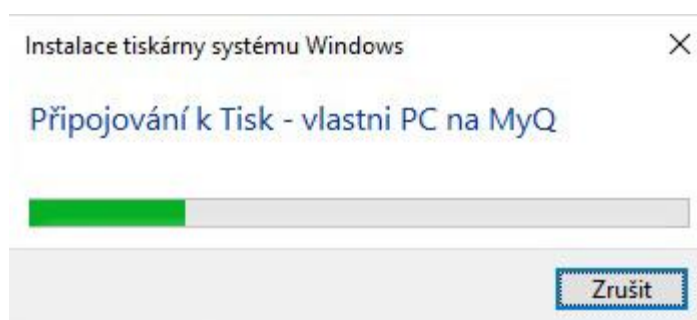 Instalace tiskárny systému Windows
Připojování k Tisk - vlastni PC na MyQ
Zrušit